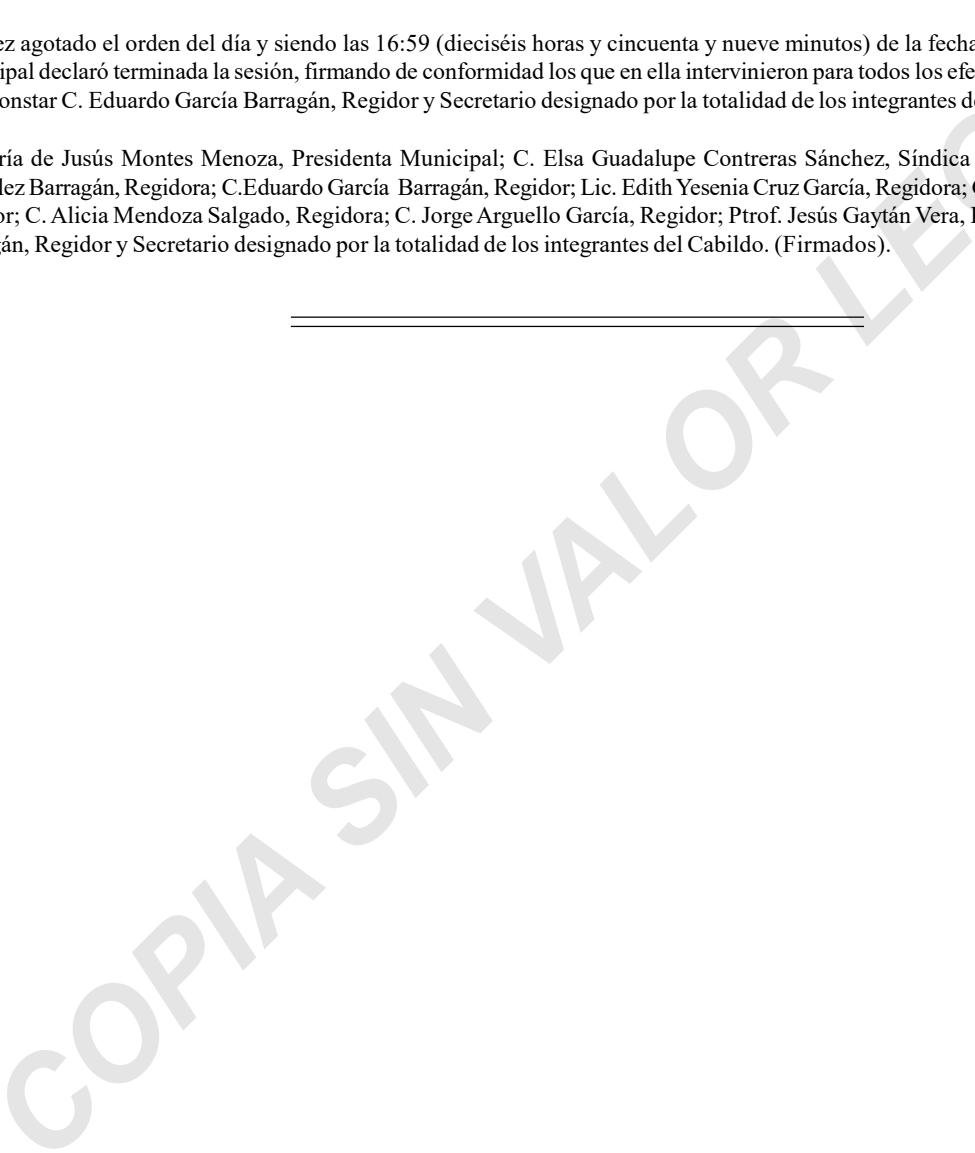 ez agotado el orden del día y siendo las 16:59 (dieciséis horas y cincuenta y nueve minutos) de la fecha
ipal declaró terminada la sesión, firmando de conformidad los que en ella intervinieron para todos los efe
onstar C. Eduardo García Barragán, Regidor y Secretario designado por la totalidad de los integrantes d
ría de Jusús Montes Menoza, Presidenta Municipal; C. Elsa Guadalupe Contreras Sánchez, Síndica
lez Barragán, Regidora; C.Eduardo García Barragán, Regidor; Lic. Edith Yesenia Cruz García, Regidora;
or; C. Alicia Mendoza Salgado, Regidora; C. Jorge Arguello García, Regidor; Ptrof. Jesús Gaytán Vera,
gán, Regidor y Secretario designado por la totalidad de los integrantes del Cabildo. (Firmados).
COPIA SIN VALOR LEG